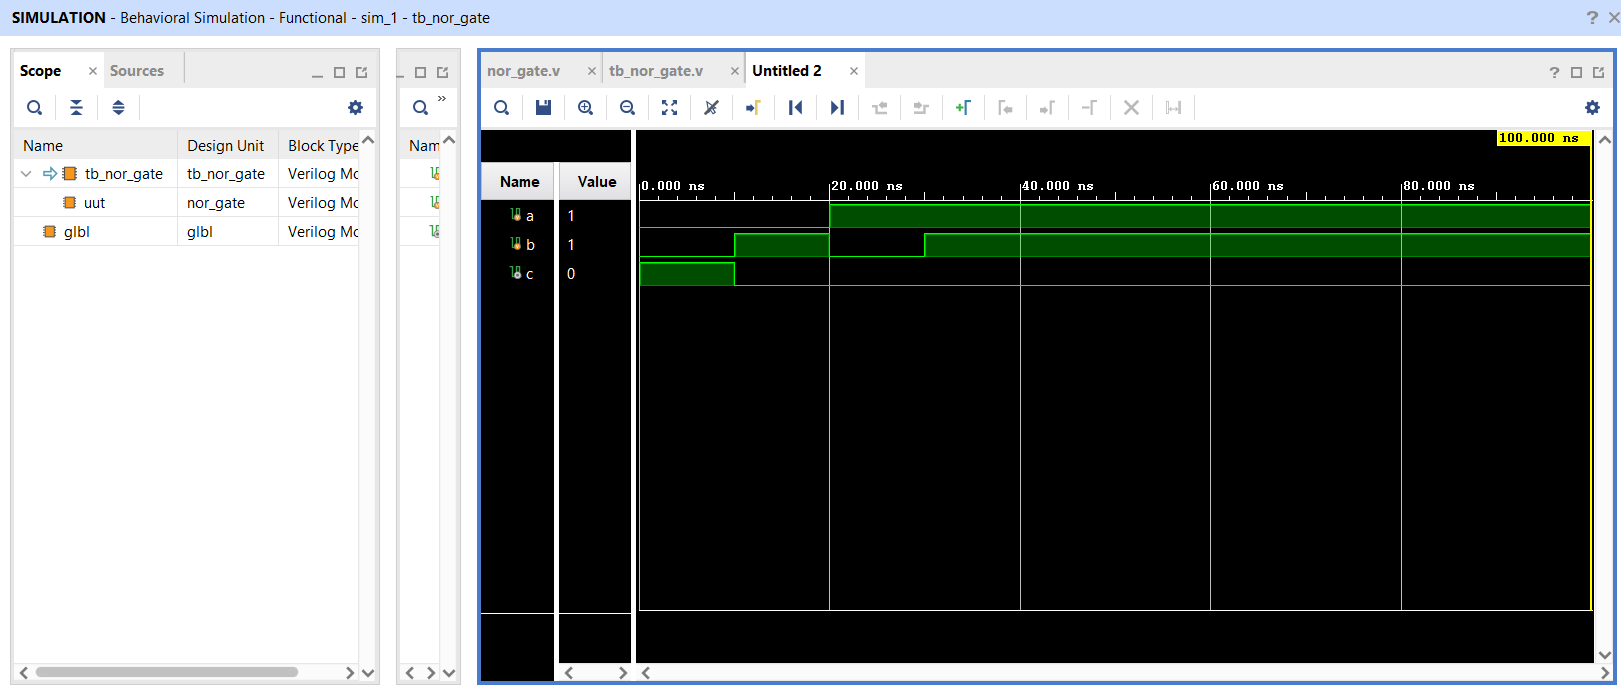 SIMULATION - Behavioral Simulation - Functional - sim_1 - tb_nor_gate
Scope
Sources
Name Design Unit Block Type
tb_nor_gate tb_nor_gate Verilog Mc
uut nor_gate Verilog Mc
glbl glbl Verilog Mc
Nam
nor_gate.v
tb_nor_gate.v
Untitled 2
100.000 ns
Name Value
0.000 ns 20.000 ns 40.000 ns 60.000 ns 80.000 ns
a 1
b 1
c 0